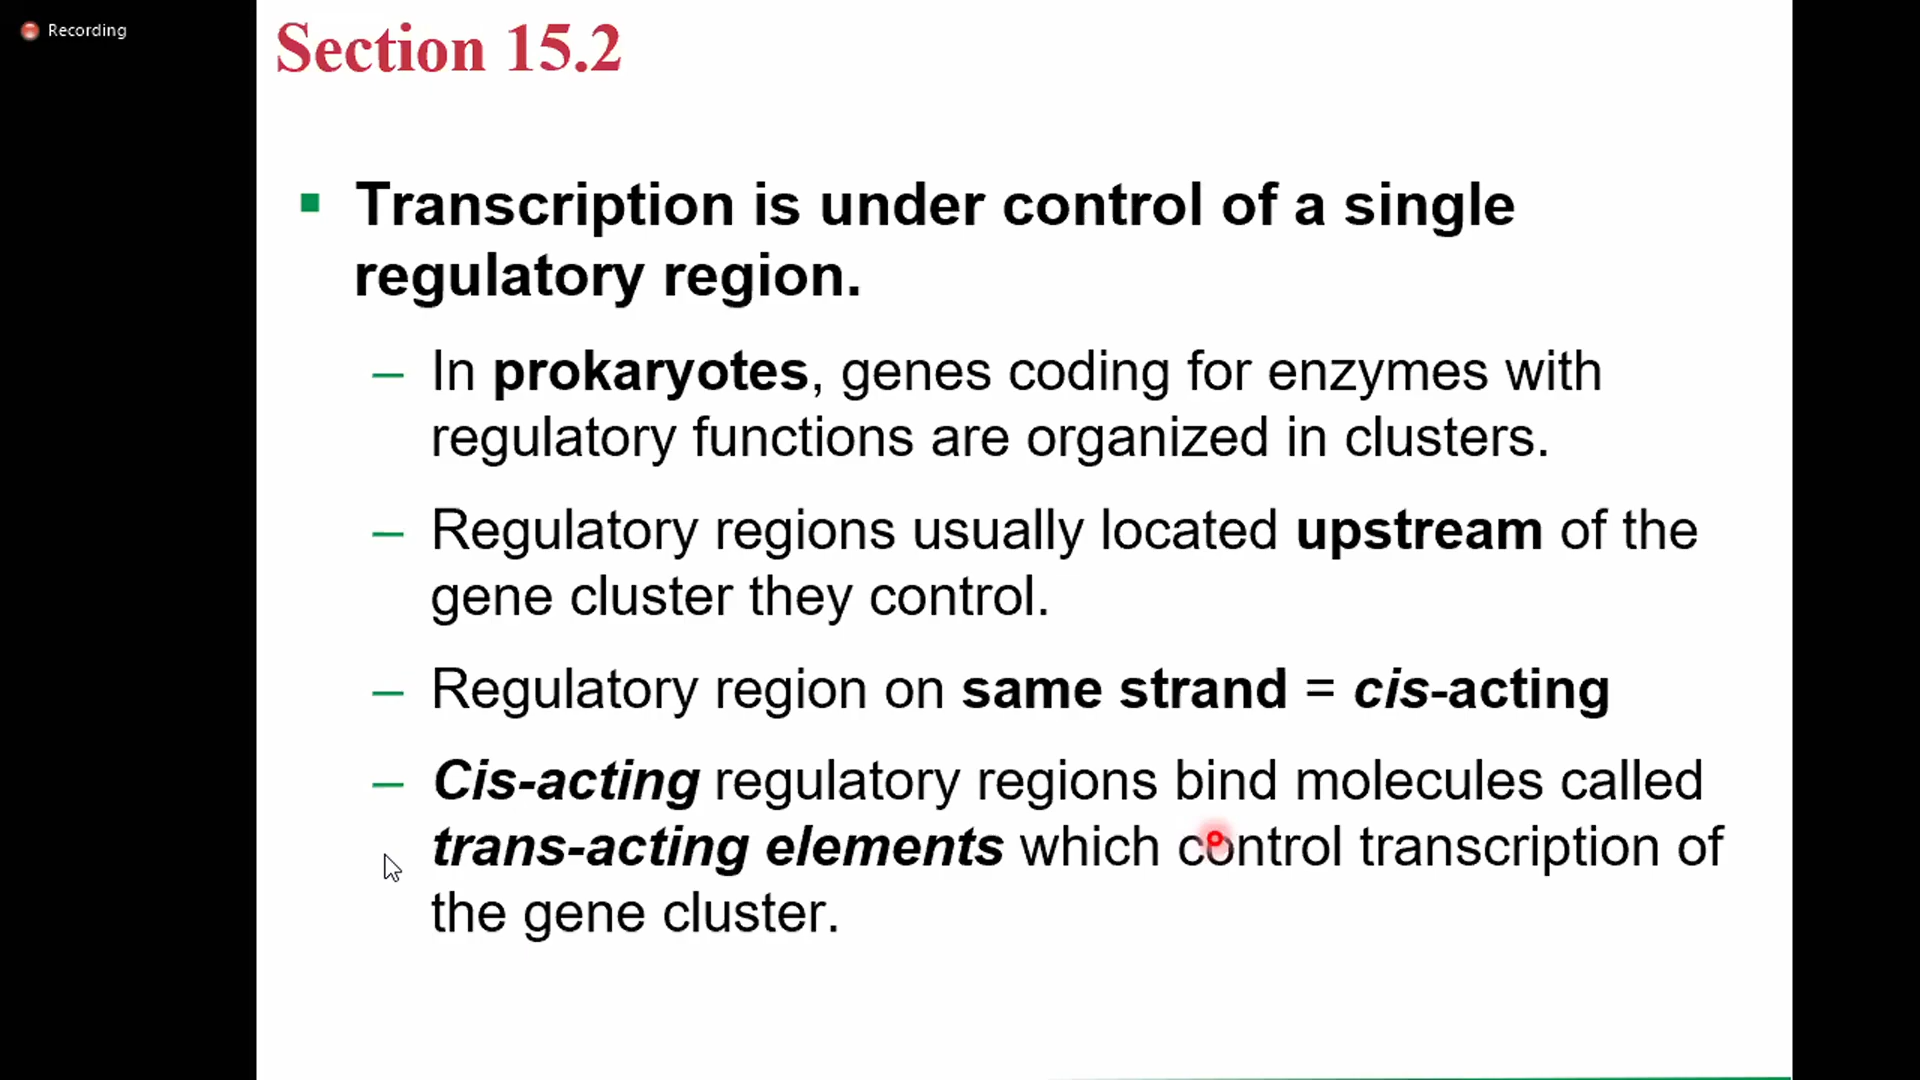 Recording
Section 15.2
Transcription is under control of a single
regulatory region.
– In prokaryotes, genes coding for enzymes with
regulatory functions are organized in clusters.
– Regulatory regions usually located upstream of the
gene cluster they control.
– Regulatory region on same strand = cis-acting
– Cis-acting regulatory regions bind molecules called
trans-acting elements which control transcription of
the gene cluster.